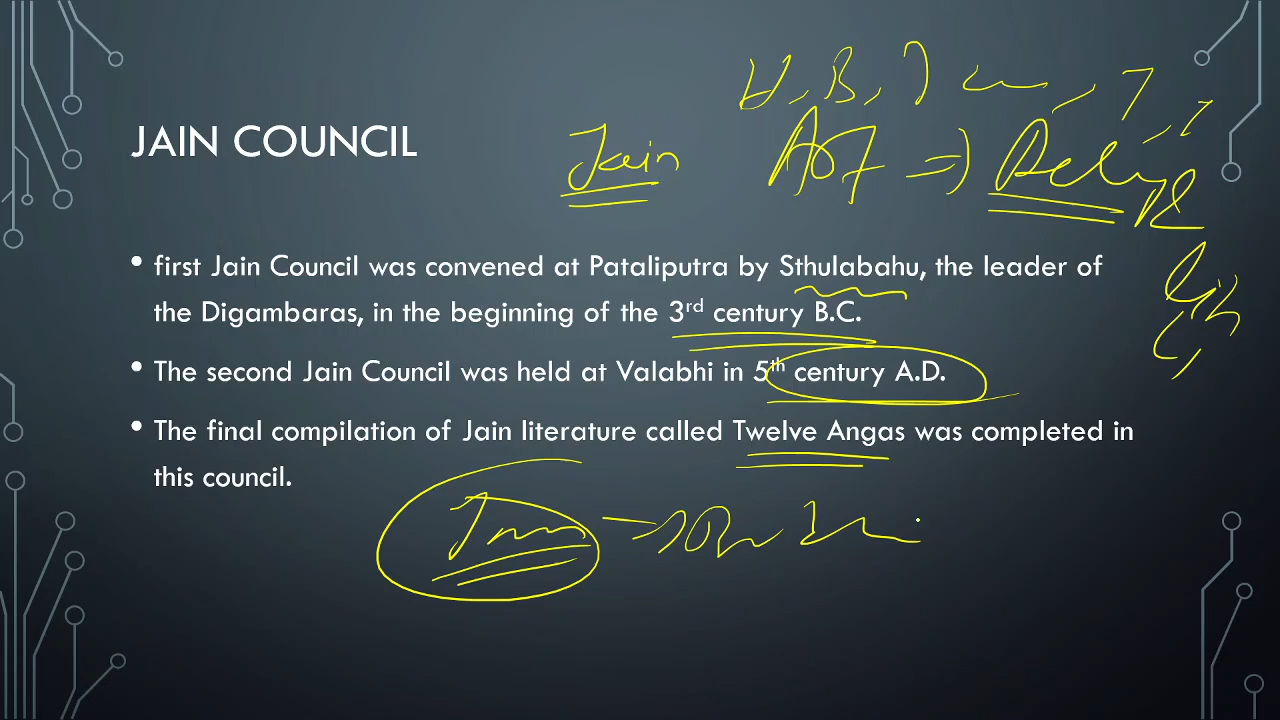 H, B, J
JAIN COUNCIL
Jain Art =) Relig
• first Jain Council was convened at Pataliputra by Sthulabahu, the leader of
the Digambaras, in the beginning of the 3rd century B.C.
• The second Jain Council was held at Valabhi in 5th century A.D.
• The final compilation of Jain literature called Twelve Angas was completed in
this council.